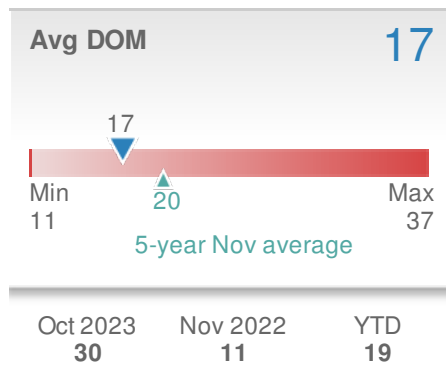 Avg DOM 17
17
Min Max
11 20 37
5-year Nov average
Oct 2023 Nov 2022 YTD
30 11 19